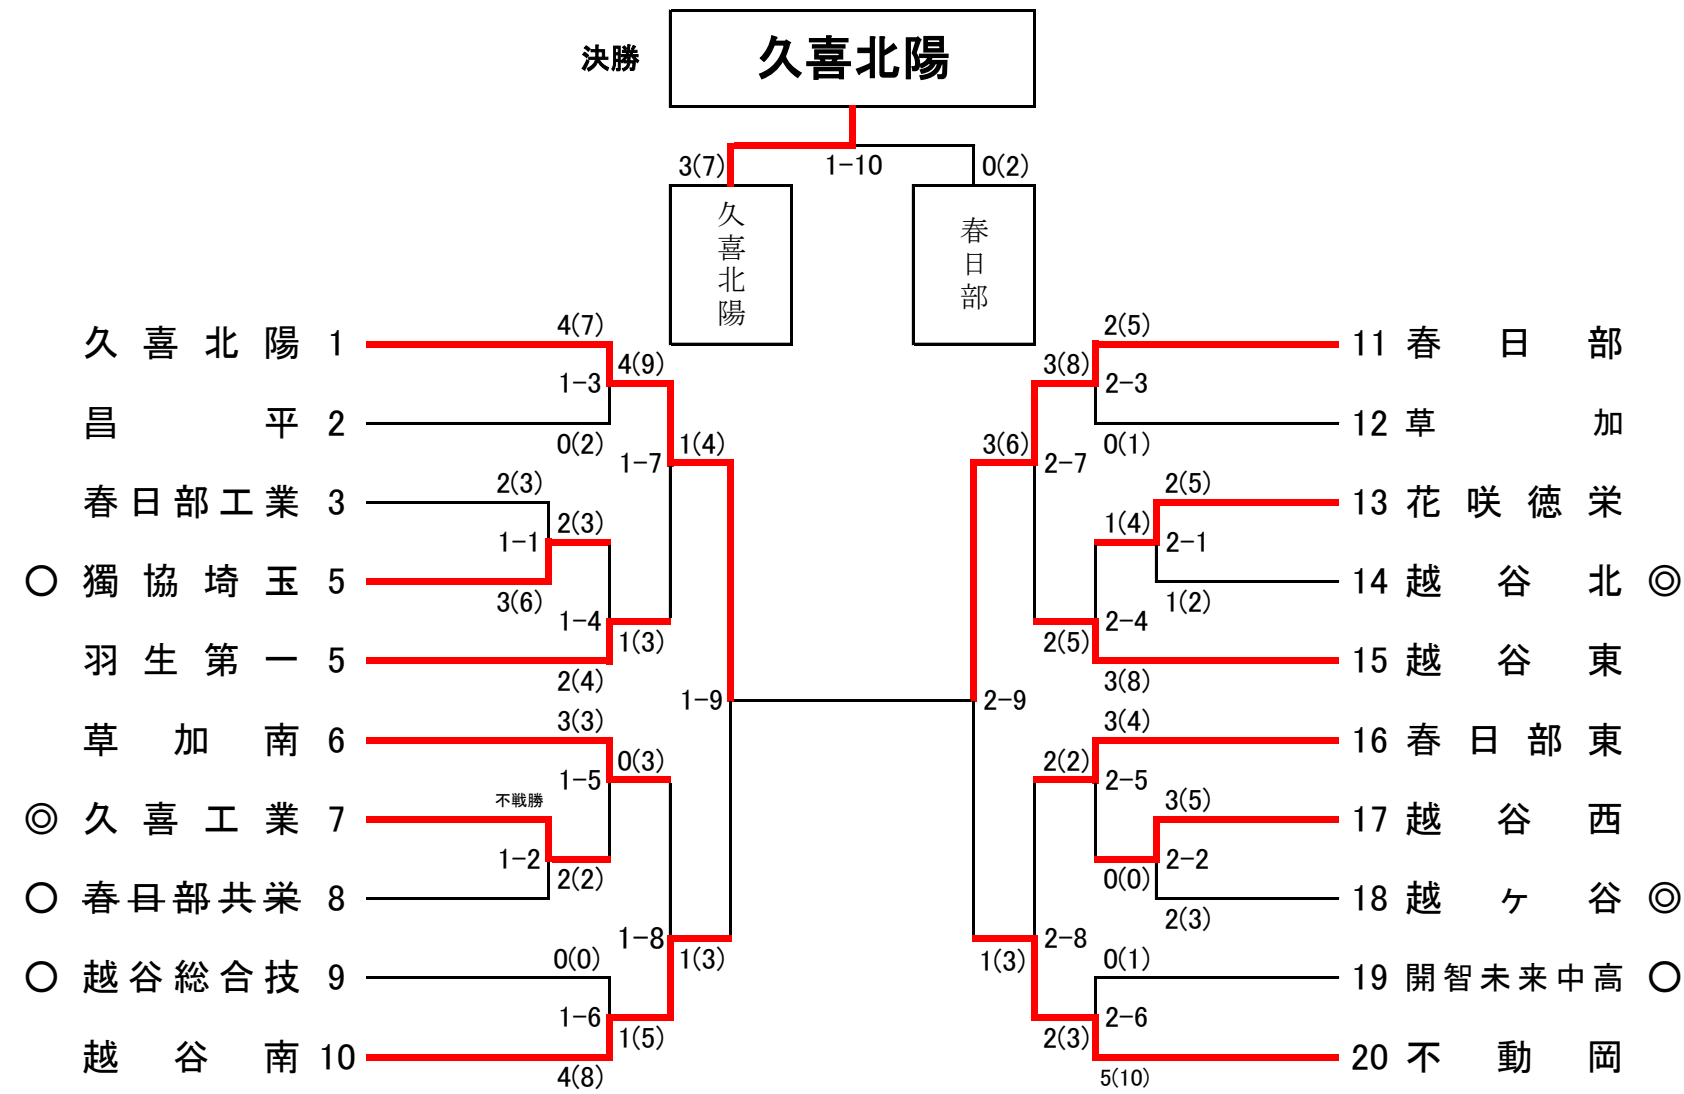 久喜北陽
決勝
3(7)
1-10
0(2)
久喜北陽
春日部
久喜北陽 1
4(7)
1-3
4(9)
昌平 2
0(2)
1-7
1(4)
春日部工業 3
2(3)
1-1
2(3)
○ 獨協埼玉 5
3(6)
1-4
1(3)
羽生第一 5
2(4)
1-9
草加南 6
3(3)
1-5
0(3)
◎ 久喜工業 7
不戦勝
1-2
2(2)
○ 春日部共栄 8
1-8
1(3)
○ 越谷総合技 9
0(0)
1-6
1(5)
越谷南 10
4(8)
2(5)
11 春日部
3(8)
2-3
12 草加
0(1)
3(6)
2-7
2(5)
13 花咲徳栄
1(4)
2-1
14 越谷北 ◎
1(2)
2-4
2(5)
15 越谷東
3(8)
2-9
3(4)
16 春日部東
2(2)
2-5
3(5)
17 越谷西
2-2
0(0)
18 越ヶ谷 ◎
2(3)
2-8
1(3)
0(1)
19 開智未来中高 ○
2-6
2(3)
20 不動岡
5(10)